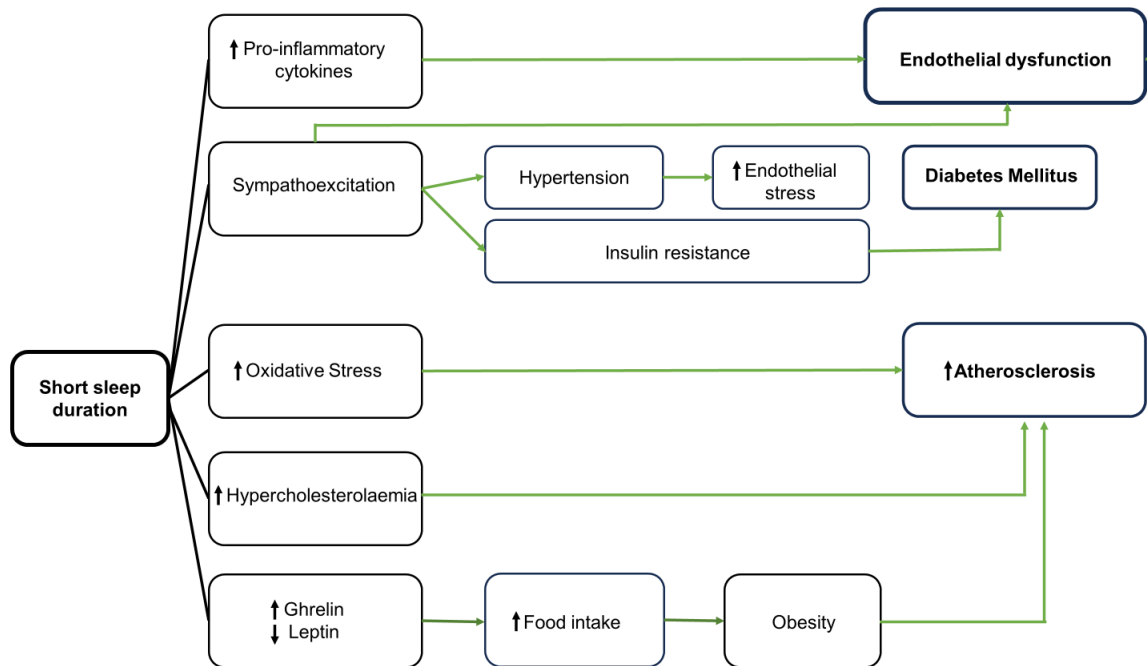 ↑ Pro-inflammatory
cytokines
Endothelial dysfunction
Sympathoexcitation
Hypertension
↑ Endothelial
stress
Diabetes Mellitus
Insulin resistance
Short sleep
duration
↑ Oxidative Stress
↑ Atherosclerosis
↑ Hypercholesterolaemia
↑ Ghrelin
↓ Leptin
↑ Food intake
Obesity